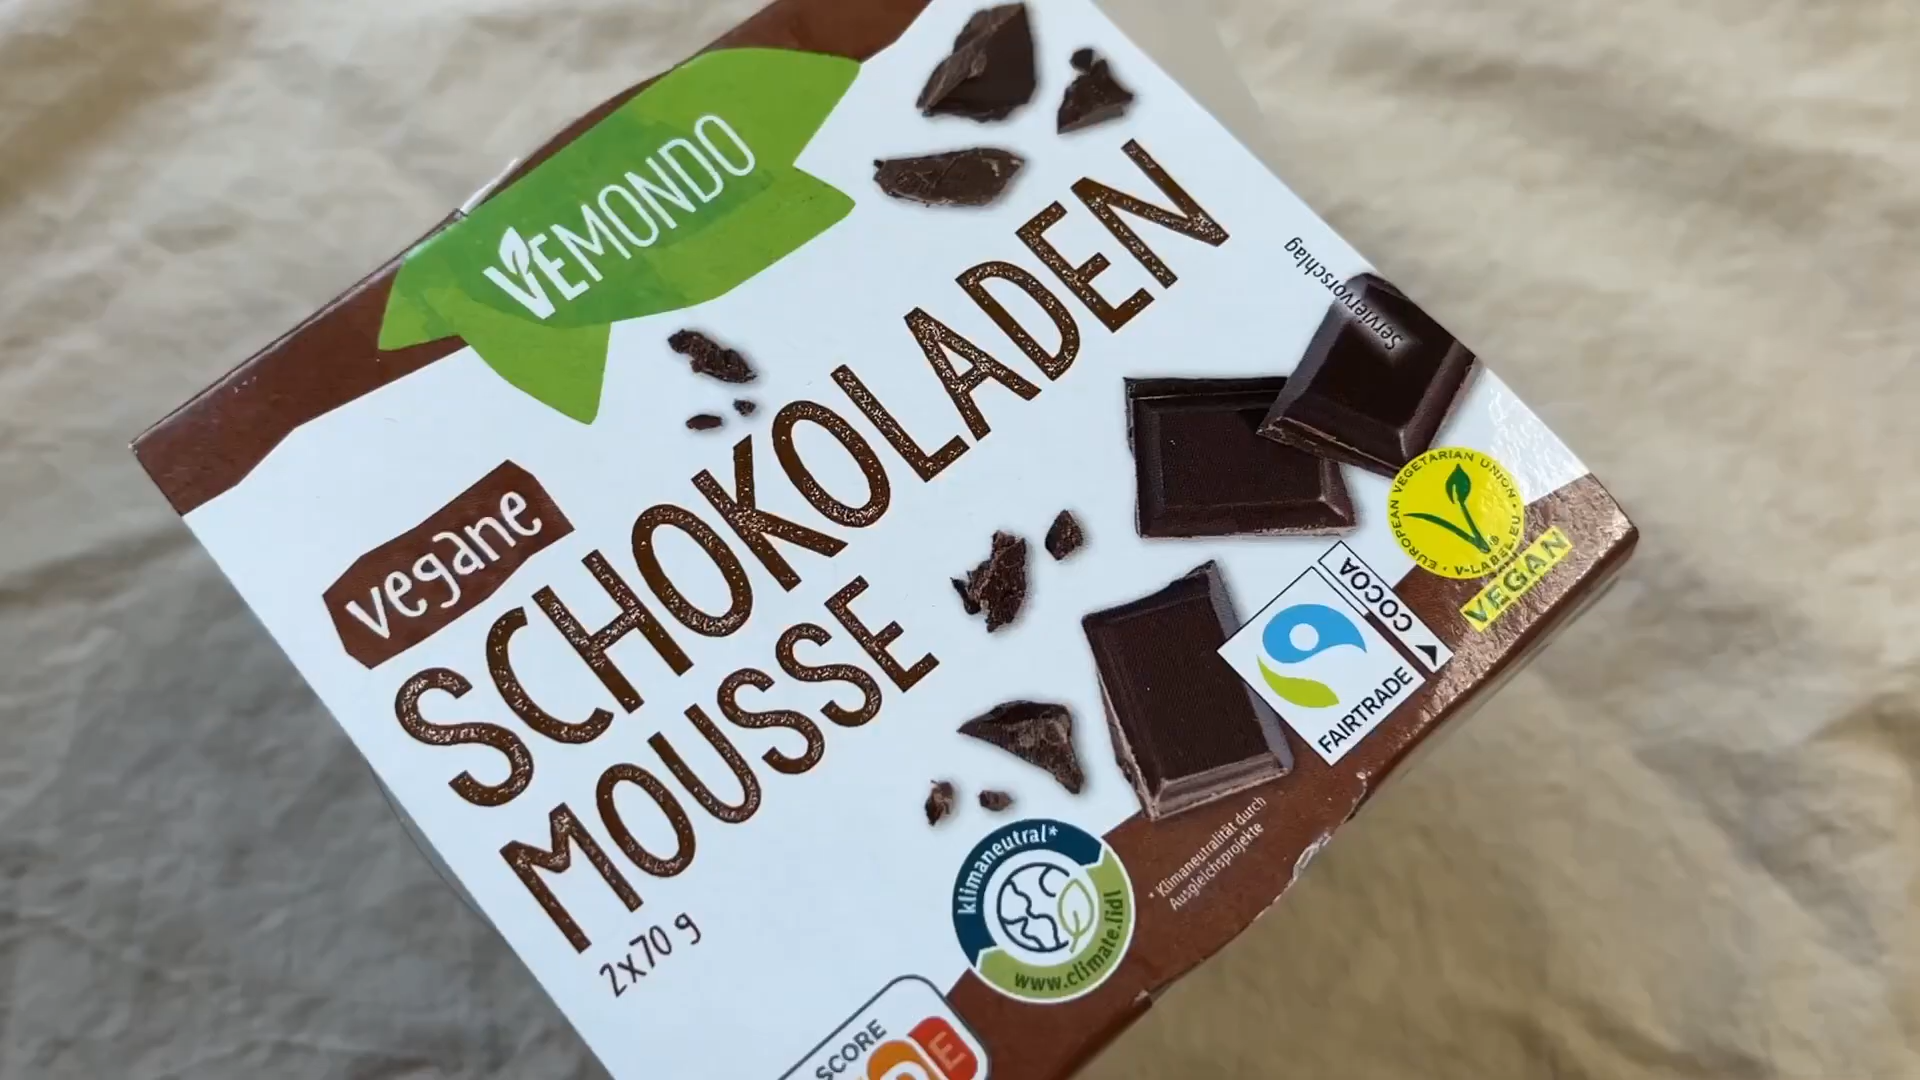 VEMONDO
vegane
SCHOKOLADEN
MOUSSE
2x70 g
Serviervorschlag
EUROPEAN VEGETARIAN UNION
V-LABEL.EU
VEGAN
COCOA
FAIRTRADE
klimaneutral*
www.climate.lidl
* Klimaneutralität durch
Ausgleichsprojekte
SCORE
D E